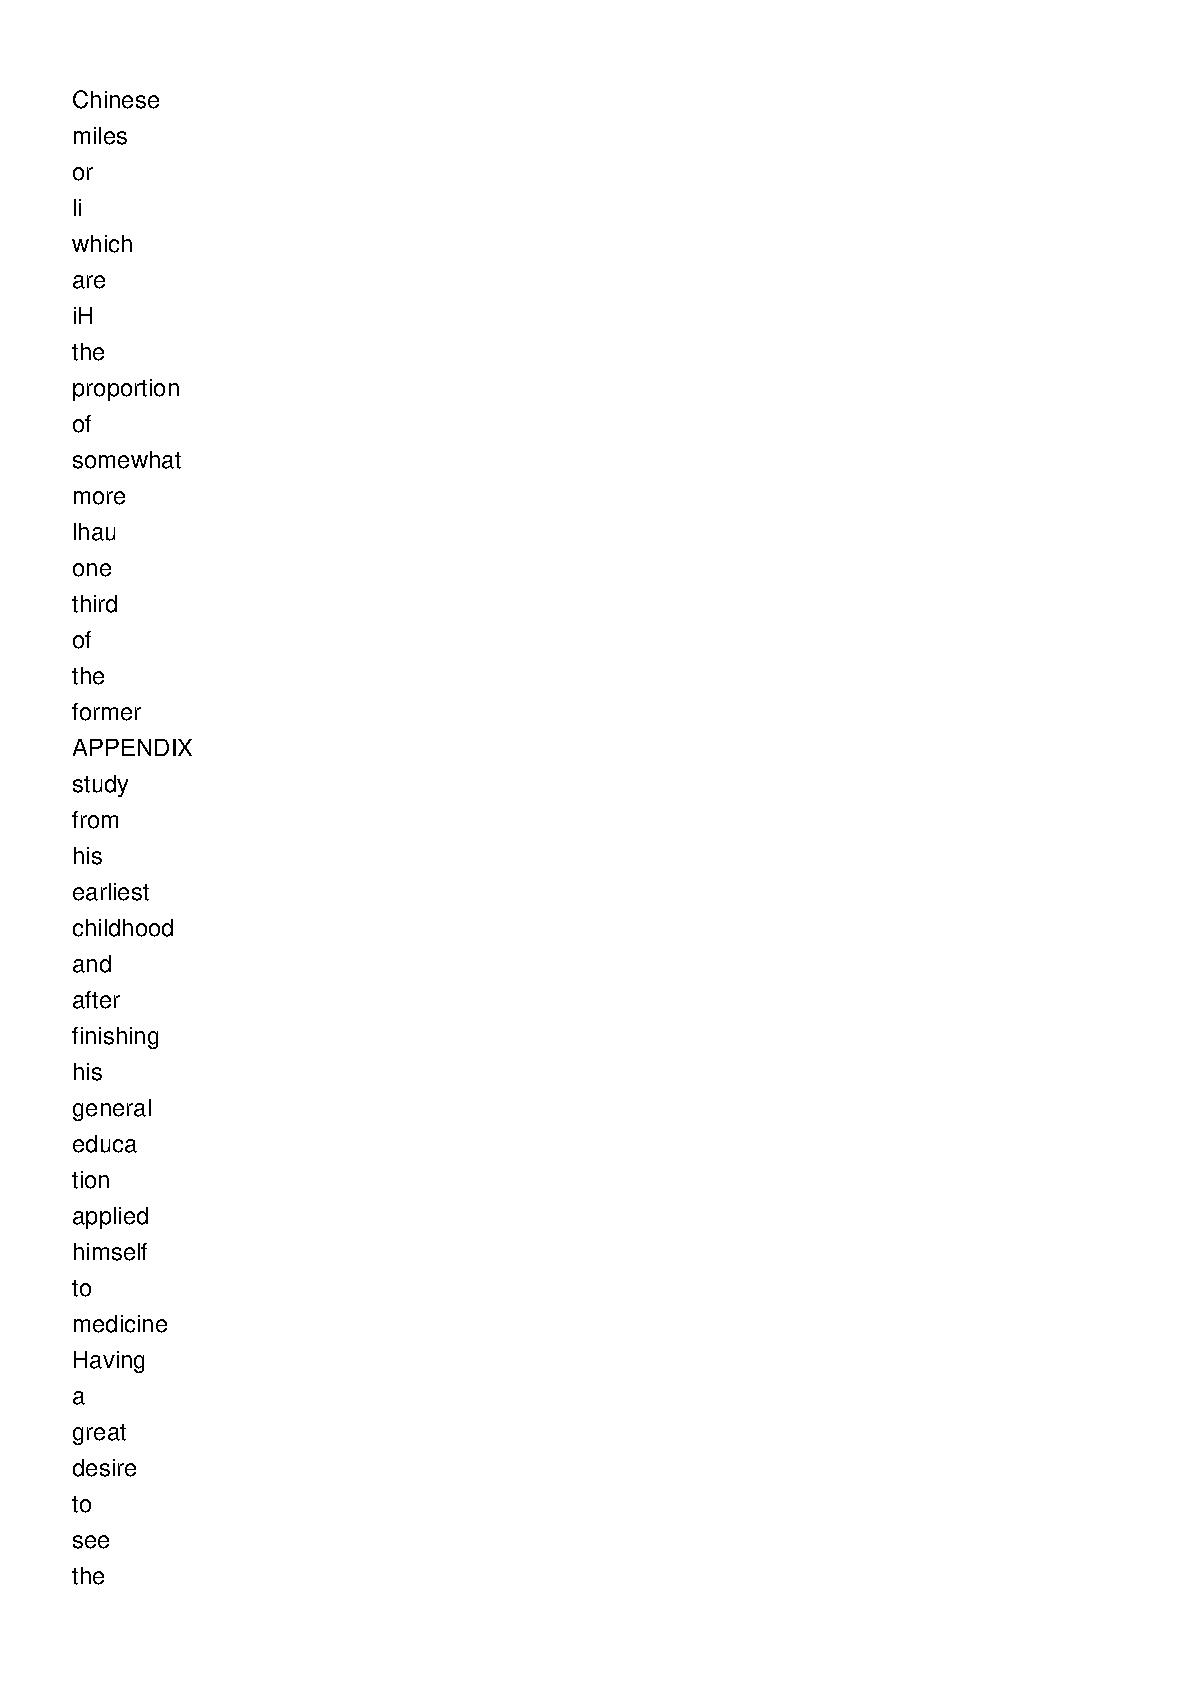 Chinese
miles
or
li
which
are
iH
the
proportion
of
somewhat
more
lhau
one
third
of
the
former
APPENDIX
study
from
his
earliest
childhood
and
after
finishing
his
general
educa
tion
applied
himself
to
medicine
Having
a
great
desire
to
see
the